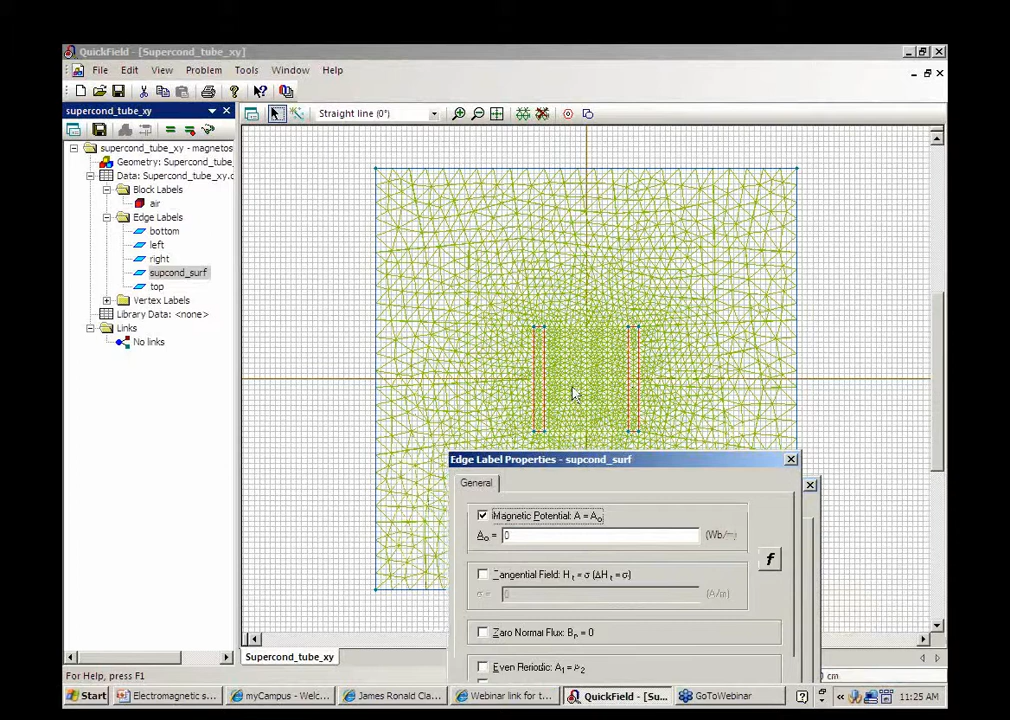 QuickField - [Supercond_tube_xy]
File Edit View Problem Tools Window Help
Straight line (0°)
supercond_tube_xy
supercond_tube_xy - magnetos
Geometry: Supercond_tube_
Data: Supercond_tube_xy.
Block Labels
air
Edge Labels
bottom
left
right
supcond_surf
top
Vertex Labels
Library Data: <none>
Links
No links
Edge Label Properties - supcond_surf
General
Magnetic Potential: A = A₀
A₀ = 0 (Wb/m)
f
Tangential Field: Hₜ = σ (ΔHₜ = σ)
σ = 0 (A/m)
Zero Normal Flux: Bₙ = 0
Even Periodic: A₁ = A₂
Supercond_tube_xy
For Help, press F1
0 cm
Start Electromagnetic s... myCampus - Welc... James Ronald Cla... Webinar link for t... QuickField - [Su... GoToWebinar 11:25 AM